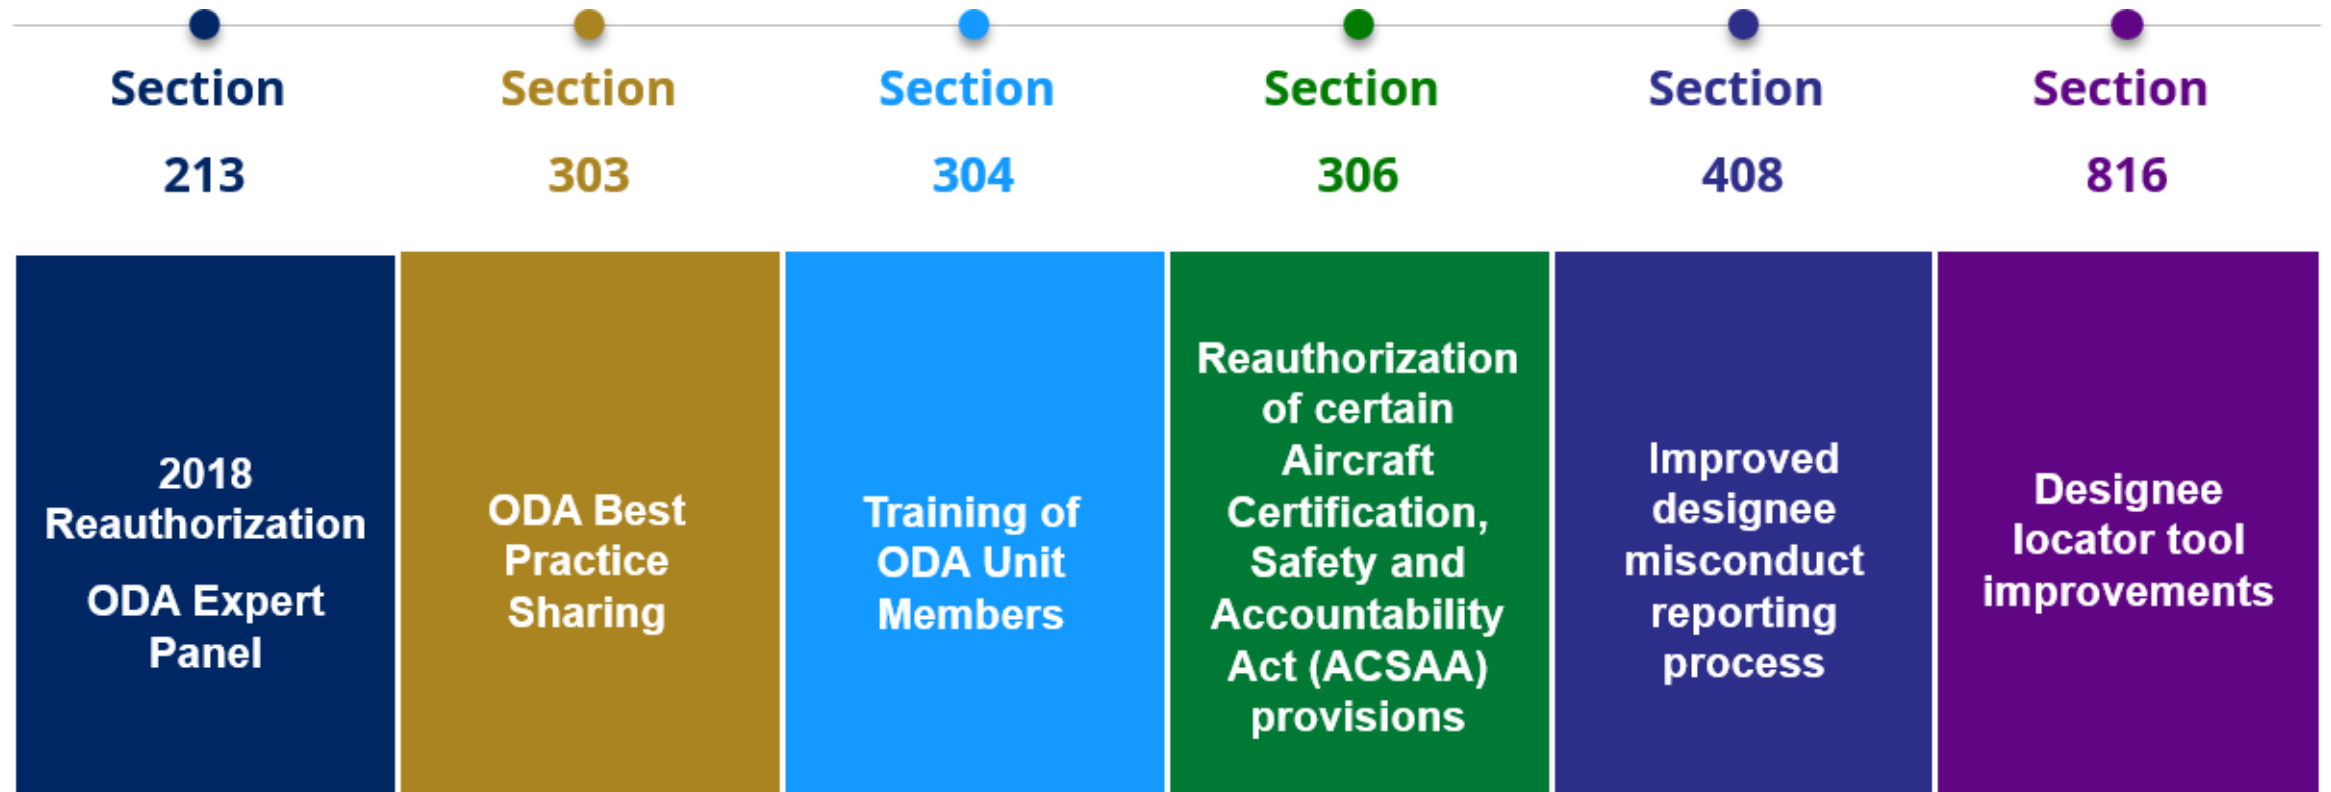 Section
213
Section
303
Section
304
Section
306
Section
408
Section
816
2018
Reauthorization
ODA Expert
Panel
ODA Best
Practice
Sharing
Training of
ODA Unit
Members
Reauthorization
of certain
Aircraft
Certification,
Safety and
Accountability
Act (ACSAA)
provisions
Improved
designee
misconduct
reporting
process
Designee
locator tool
improvements